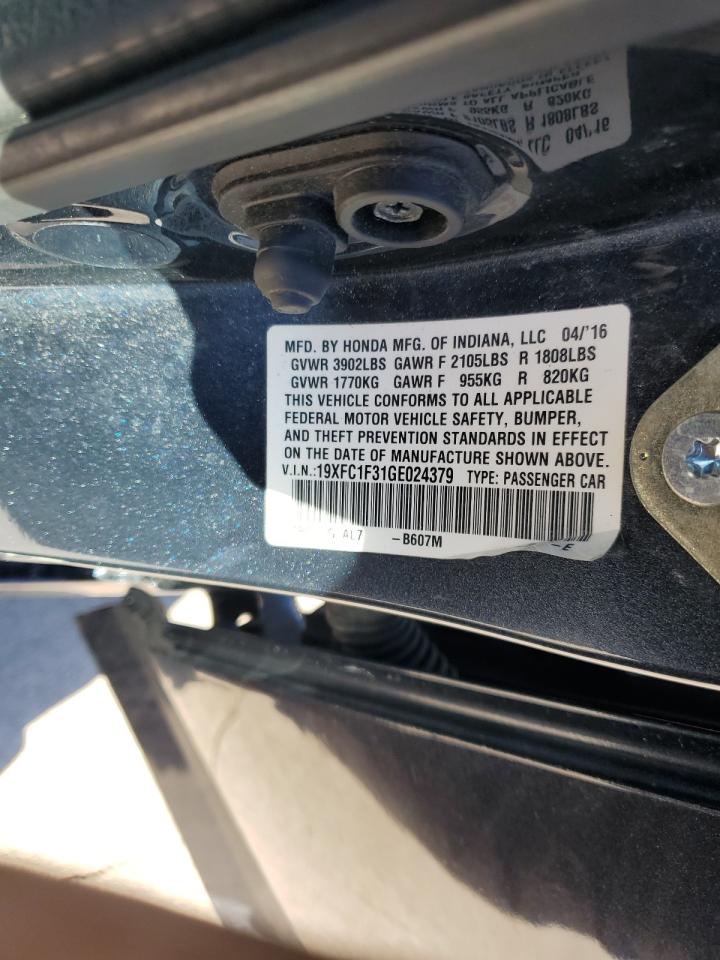 MFD. BY HONDA MFG. OF INDIANA, LLC 04/'16
GVWR 3902LBS GAWR F 2105LBS R 1808LBS
GVWR 1770KG GAWR F 955KG R 820KG
THIS VEHICLE CONFORMS TO ALL APPLICABLE
FEDERAL MOTOR VEHICLE SAFETY, BUMPER,
AND THEFT PREVENTION STANDARDS IN EFFECT
ON THE DATE OF MANUFACTURE SHOWN ABOVE.
V.I.N.:19XFC1F31GE024379 TYPE: PASSENGER CAR
AL7 -B607M -E